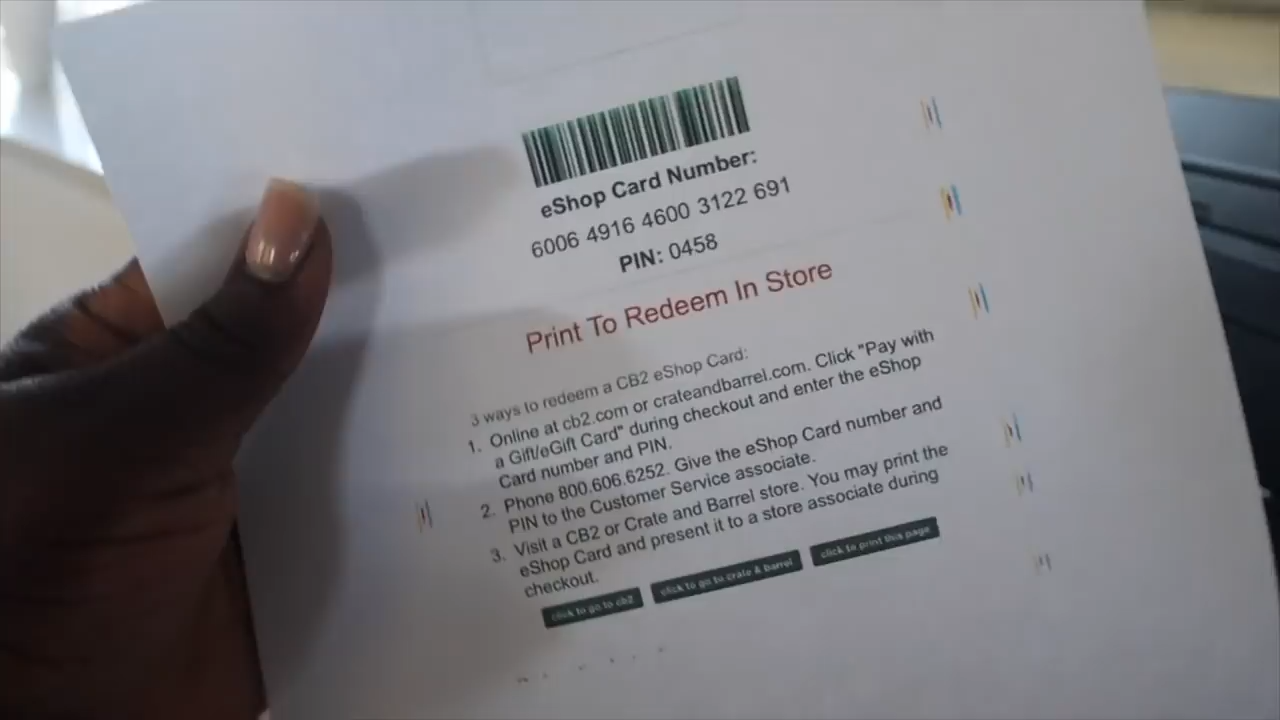 eShop Card Number:
6006 4916 4600 3122 691
PIN: 0458
Print To Redeem In Store
3 ways to redeem a CB2 eShop Card:
1. Online at cb2.com or crateandbarrel.com. Click "Pay with
a Gift/eGift Card" during checkout and enter the eShop
Card number and PIN.
2. Phone 800.606.6252. Give the eShop Card number and
PIN to the Customer Service associate.
3. Visit a CB2 or Crate and Barrel store. You may print the
eShop Card and present it to a store associate during
checkout.
click to go to cb2 click to go to crate & barrel click to print this page